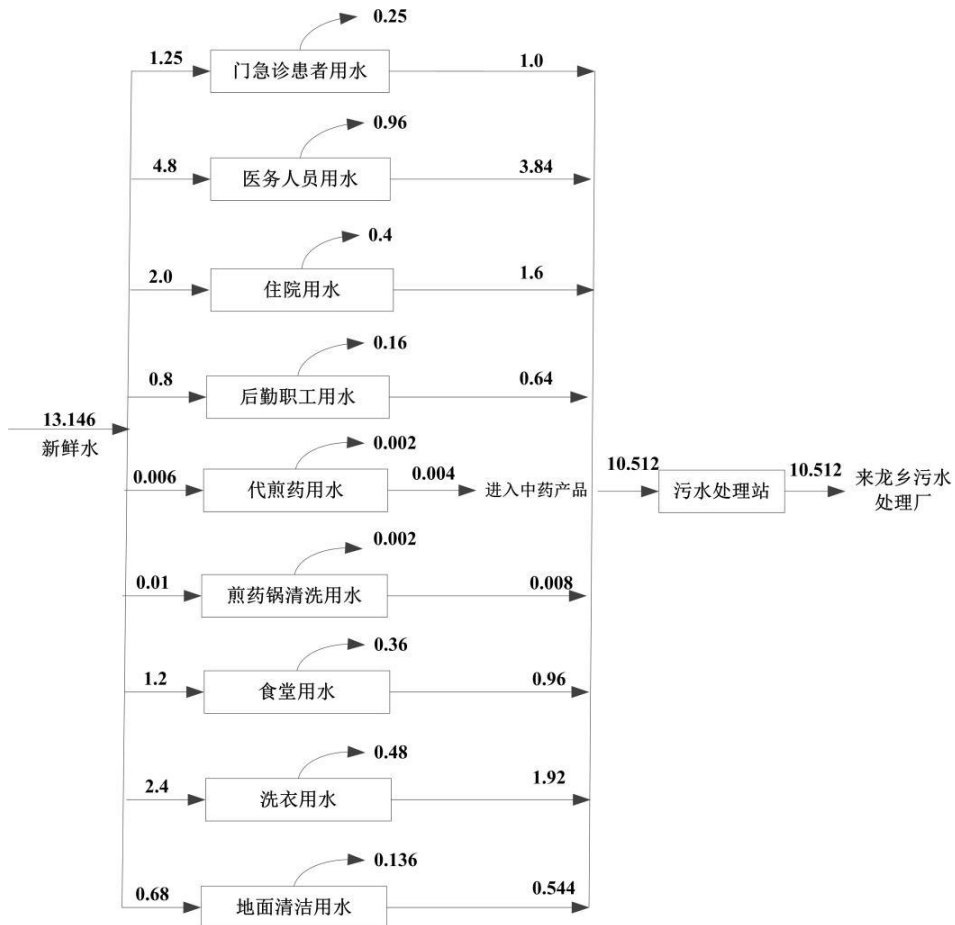 0.25
1.25
门急诊患者用水
1.0
0.96
4.8
医务人员用水
3.84
0.4
2.0
住院用水
1.6
0.16
0.8
后勤职工用水
0.64
13.146
新鲜水
0.002
0.006
代煎药用水
0.004
进入中药产品
10.512
污水处理站
10.512
来龙乡污水
处理厂
0.002
0.01
煎药锅清洗用水
0.008
0.36
1.2
食堂用水
0.96
0.48
2.4
洗衣用水
1.92
0.136
0.68
地面清洁用水
0.544